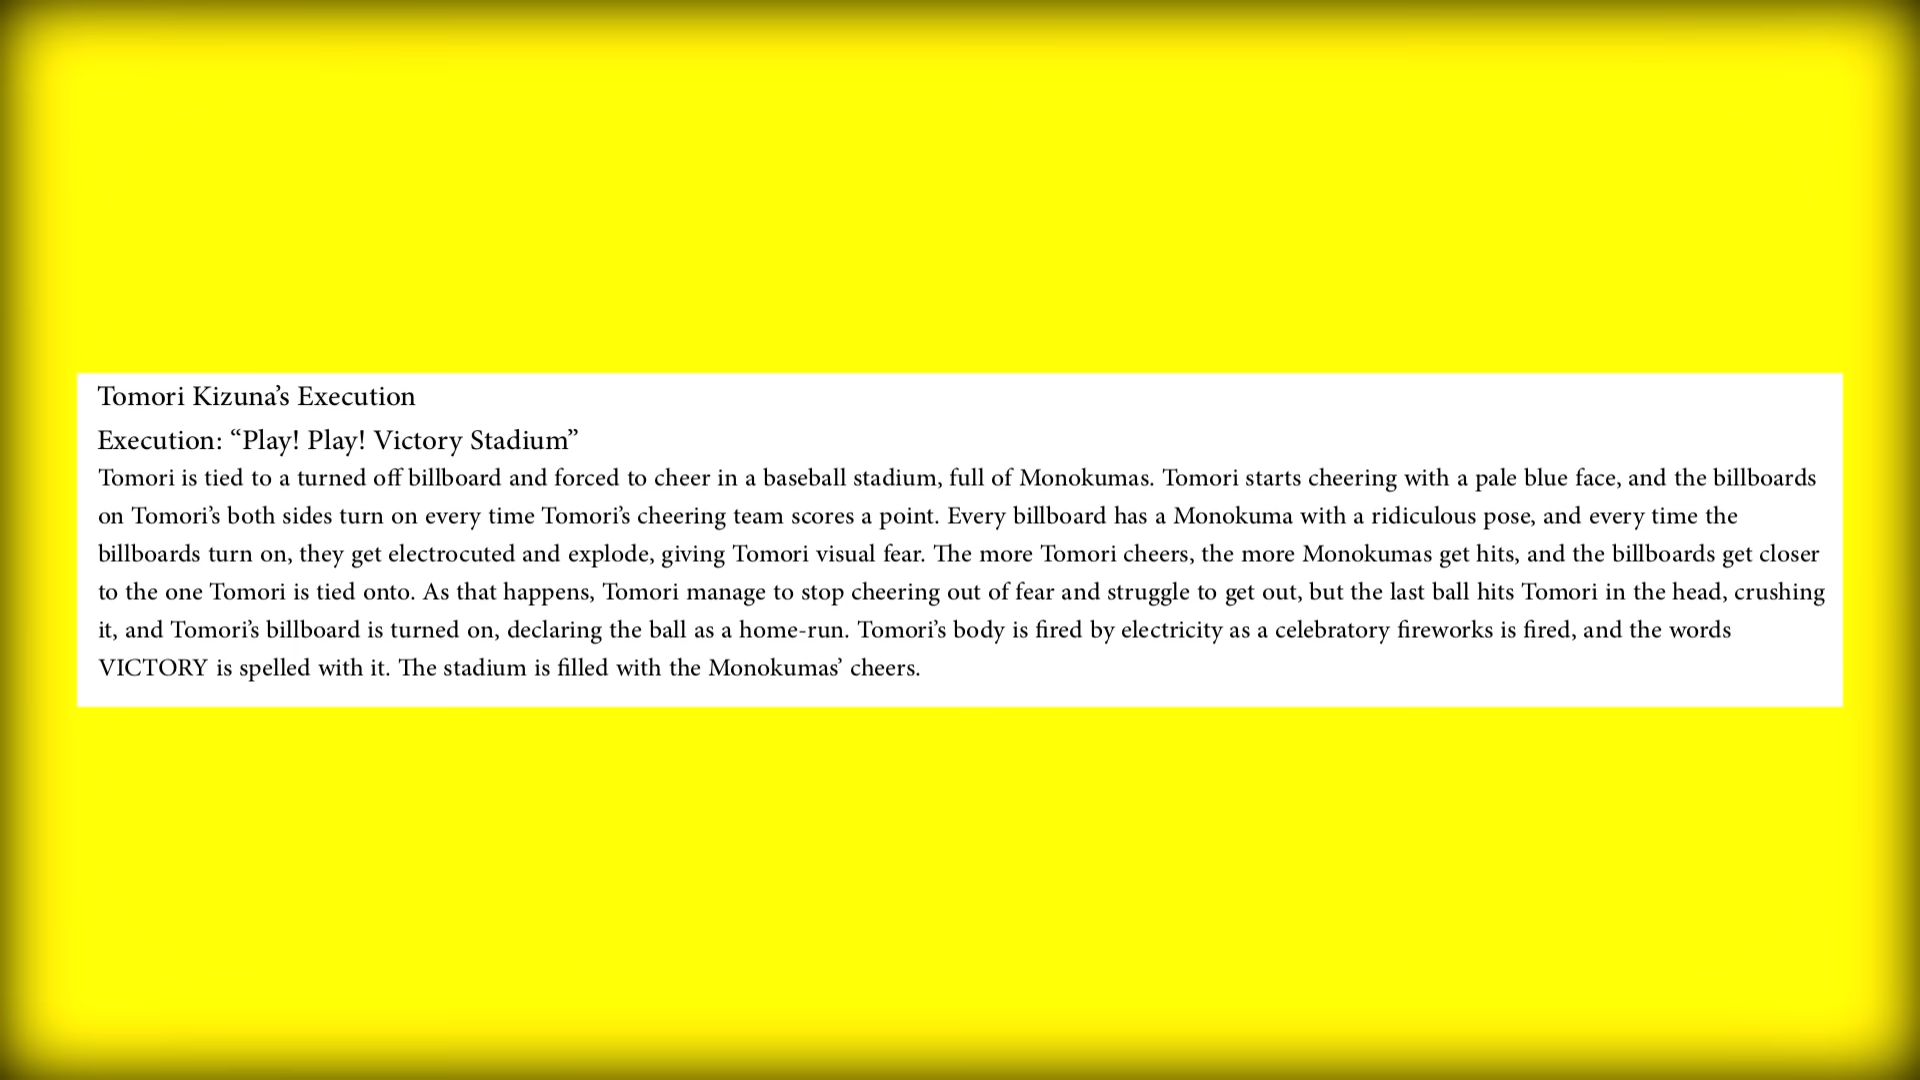 Tomori Kizuna’s Execution
Execution: “Play! Play! Victory Stadium”
Tomori is tied to a turned off billboard and forced to cheer in a baseball stadium, full of Monokumas. Tomori starts cheering with a pale blue face, and the billboards
on Tomori’s both sides turn on every time Tomori’s cheering team scores a point. Every billboard has a Monokuma with a ridiculous pose, and every time the
billboards turn on, they get electrocuted and explode, giving Tomori visual fear. The more Tomori cheers, the more Monokumas get hits, and the billboards get closer
to the one Tomori is tied onto. As that happens, Tomori manage to stop cheering out of fear and struggle to get out, but the last ball hits Tomori in the head, crushing
it, and Tomori’s billboard is turned on, declaring the ball as a home-run. Tomori’s body is fired by electricity as a celebratory fireworks is fired, and the words
VICTORY is spelled with it. The stadium is filled with the Monokumas’ cheers.